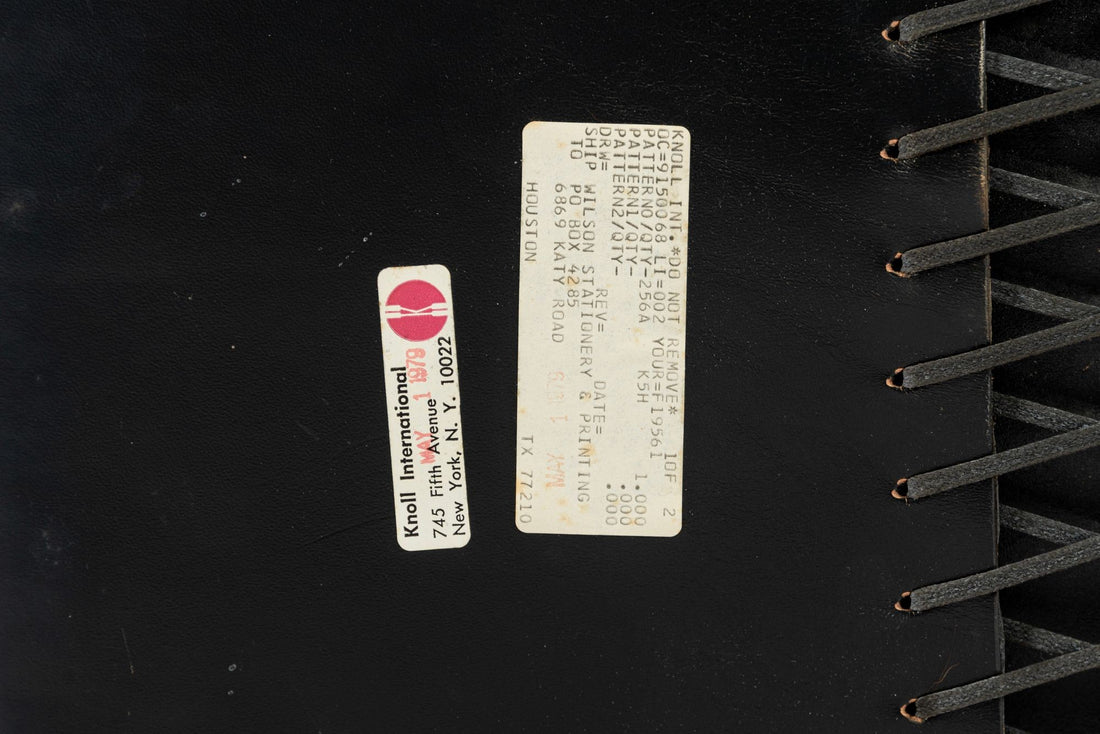 K
Knoll International
MAY 1 1979
745 Fifth Avenue
New York, N. Y. 10022
KNOLL INT.*DO NOT REMOVE* 1OF 2
OC=9150068 LI=002 YOUR=F19561
PATTERN0/QTY-256A K5H 1.000
PATTERN1/QTY- .000
PATTERN2/QTY- .000
DRW= REV= DATE=
SHIP WILSON STATIONERY & PRINTING
TO PO BOX 4285
6869 KATY ROAD
HOUSTON TX 77210